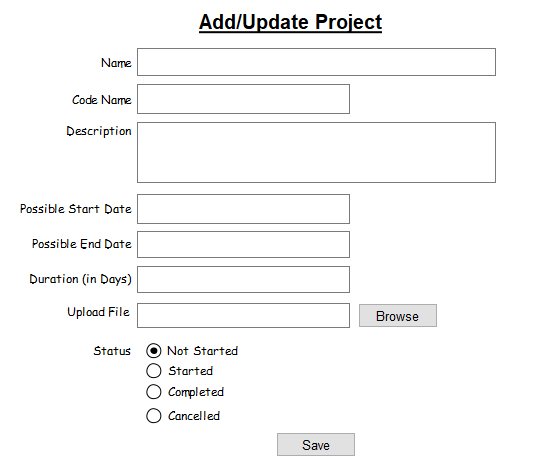 Add/Update Project
Name
Code Name
Description
Possible Start Date
Possible End Date
Duration (in Days)
Upload File
Browse
Status
Not Started
Started
Completed
Cancelled
Save